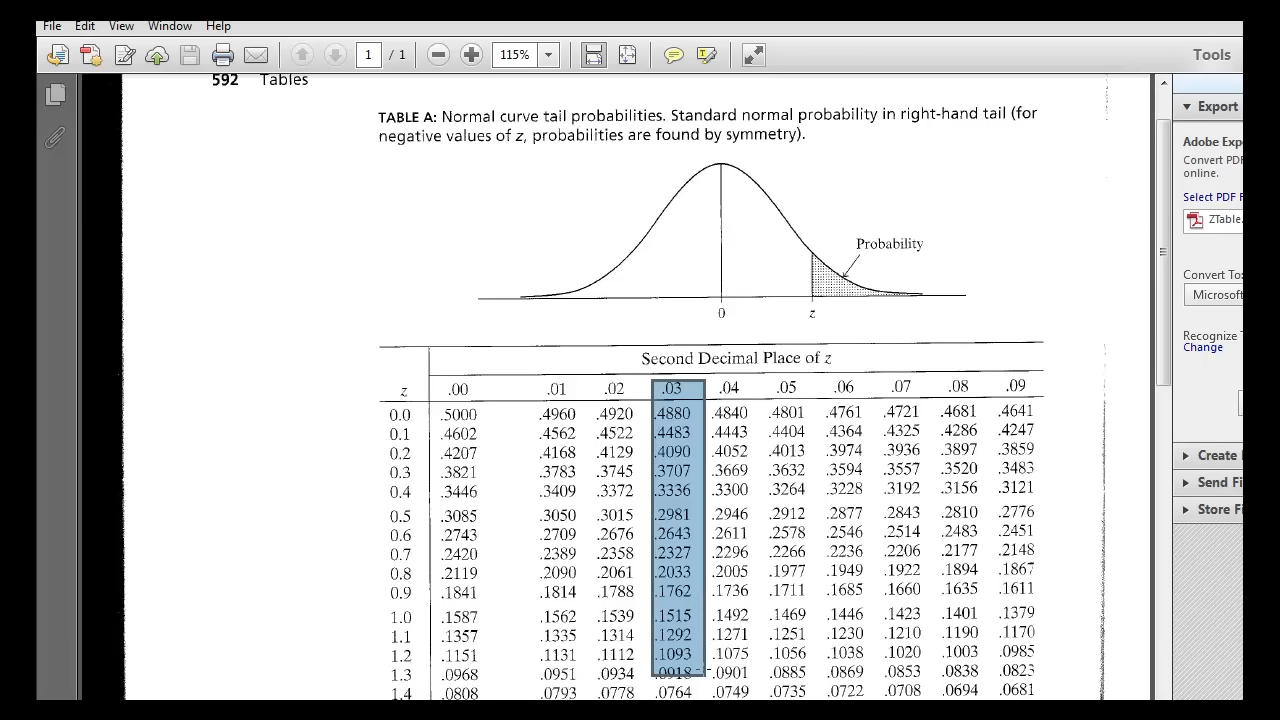 File Edit View Window Help
1 / 1 115% Tools
592 Tables
TABLE A: Normal curve tail probabilities. Standard normal probability in right-hand tail (for
negative values of z, probabilities are found by symmetry).
Probability
0 z
Second Decimal Place of z
z .00 .01 .02 .03 .04 .05 .06 .07 .08 .09
0.0 .5000 .4960 .4920 .4880 .4840 .4801 .4761 .4721 .4681 .4641
0.1 .4602 .4562 .4522 .4483 .4443 .4404 .4364 .4325 .4286 .4247
0.2 .4207 .4168 .4129 .4090 .4052 .4013 .3974 .3936 .3897 .3859
0.3 .3821 .3783 .3745 .3707 .3669 .3632 .3594 .3557 .3520 .3483
0.4 .3446 .3409 .3372 .3336 .3300 .3264 .3228 .3192 .3156 .3121
0.5 .3085 .3050 .3015 .2981 .2946 .2912 .2877 .2843 .2810 .2776
0.6 .2743 .2709 .2676 .2643 .2611 .2578 .2546 .2514 .2483 .2451
0.7 .2420 .2389 .2358 .2327 .2296 .2266 .2236 .2206 .2177 .2148
0.8 .2119 .2090 .2061 .2033 .2005 .1977 .1949 .1922 .1894 .1867
0.9 .1841 .1814 .1788 .1762 .1736 .1711 .1685 .1660 .1635 .1611
1.0 .1587 .1562 .1539 .1515 .1492 .1469 .1446 .1423 .1401 .1379
1.1 .1357 .1335 .1314 .1292 .1271 .1251 .1230 .1210 .1190 .1170
1.2 .1151 .1131 .1112 .1093 .1075 .1056 .1038 .1020 .1003 .0985
1.3 .0968 .0951 .0934 .0918 .0901 .0885 .0869 .0853 .0838 .0823
1.4 .0808 .0793 .0778 .0764 .0749 .0735 .0722 .0708 .0694 .0681
Export
Adobe Exp
Convert PDF
online.
Select PDF F
ZTable.
Convert To:
Microsoft
Recognize T
Change
Create
Send Fi
Store Fi